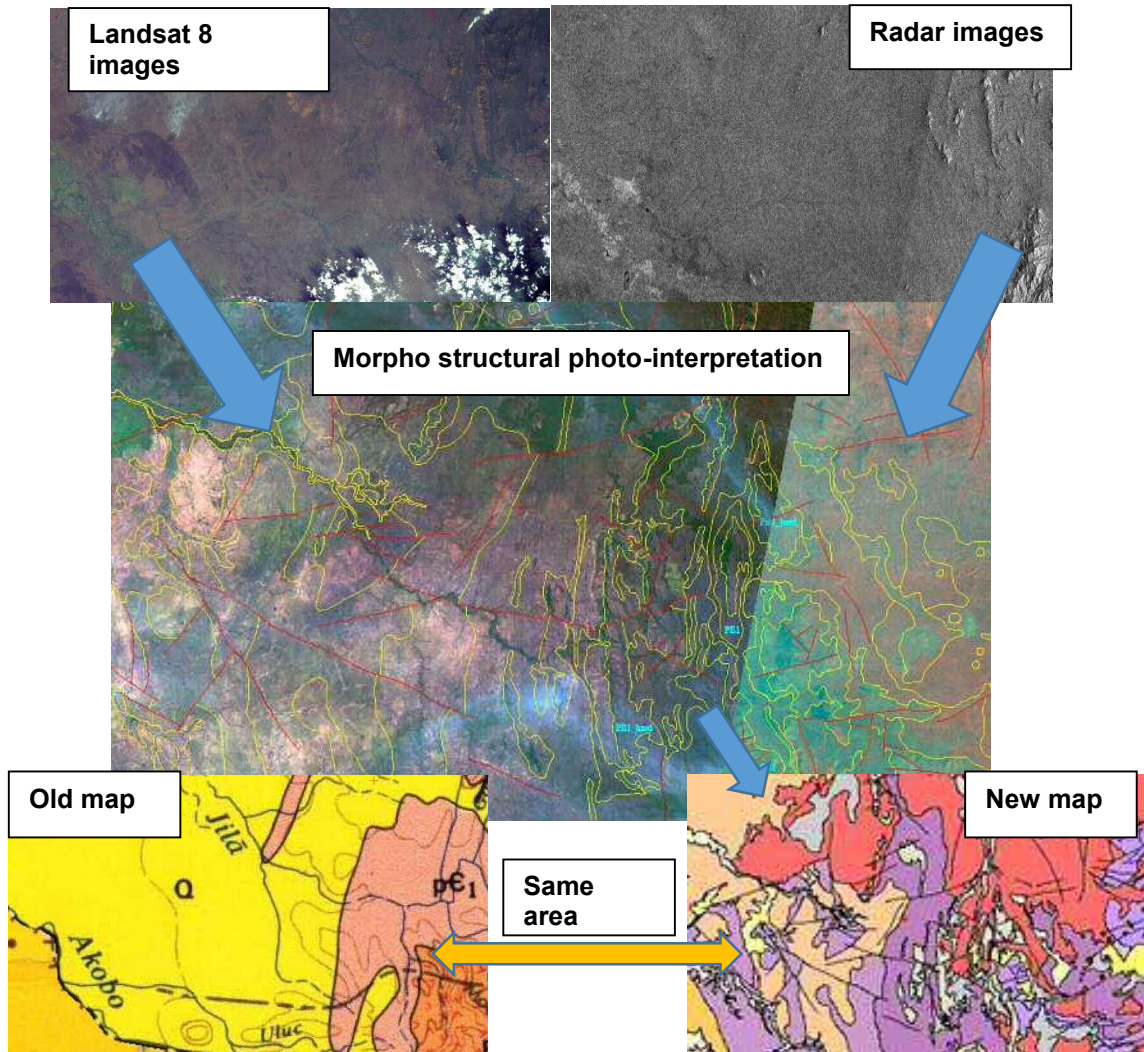 Landsat 8
images
Radar images
Morpho structural photo-interpretation
PE1
Old map
New map
Jilā
Q
pЄ1
Akobo
Uluc
Same
area